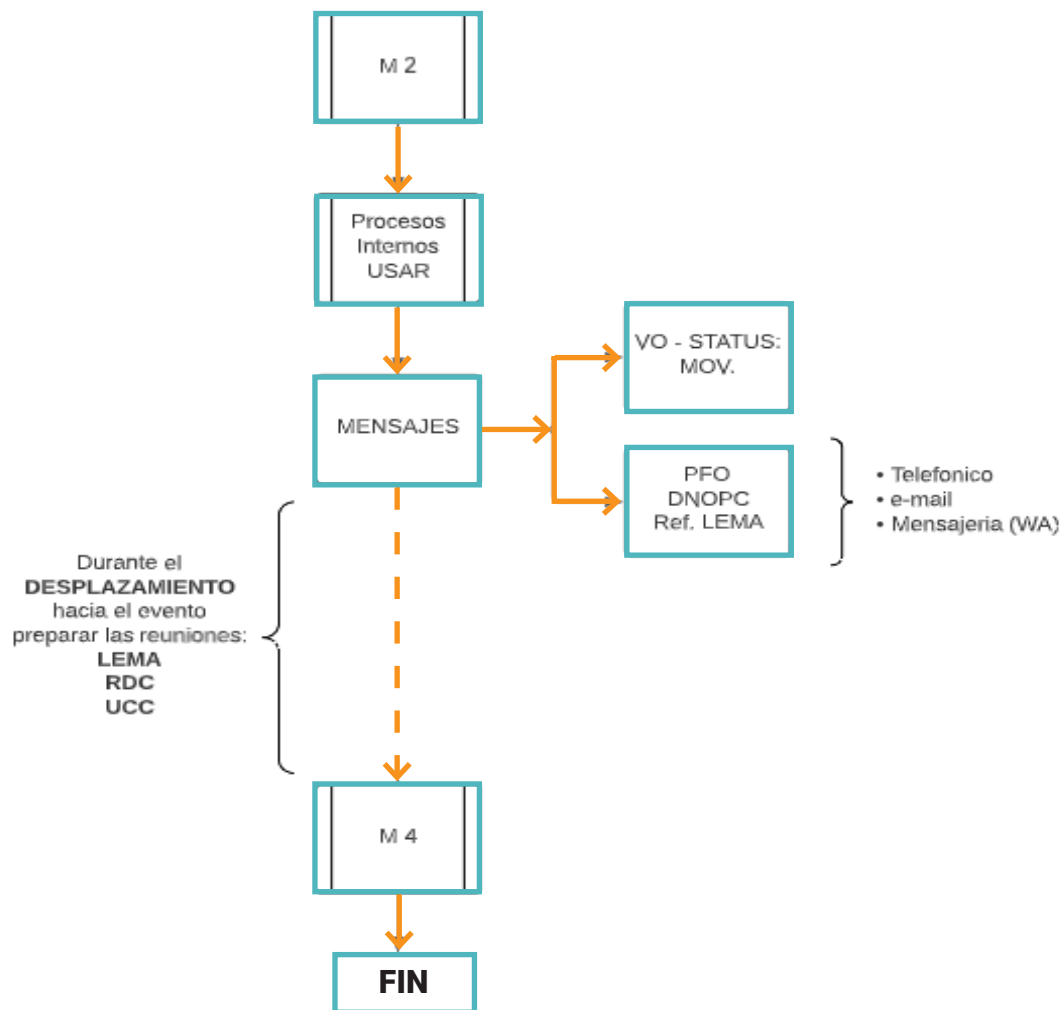 M 2
Procesos
Internos
USAR
MENSAJES
VO - STATUS:
MOV.
PFO
DNOPC
Ref. LEMA
• Telefonico
• e-mail
• Mensajeria (WA)
Durante el
DESPLAZAMIENTO
hacia el evento
preparar las reuniones:
LEMA
RDC
UCC
M 4
FIN